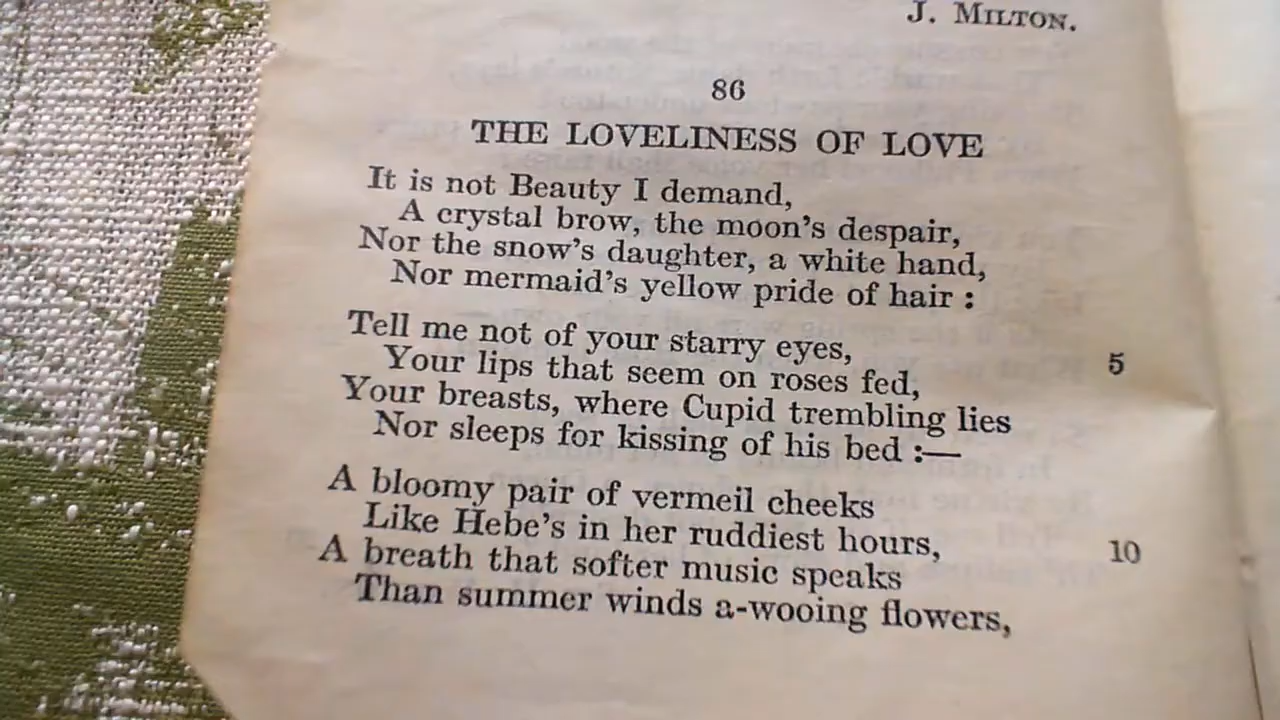 J. MILTON.
86
THE LOVELINESS OF LOVE
It is not Beauty I demand,
A crystal brow, the moon's despair,
Nor the snow's daughter, a white hand,
Nor mermaid's yellow pride of hair :
Tell me not of your starry eyes,
Your lips that seem on roses fed, 5
Your breasts, where Cupid trembling lies
Nor sleeps for kissing of his bed :—
A bloomy pair of vermeil cheeks
Like Hebe's in her ruddiest hours, 10
A breath that softer music speaks
Than summer winds a-wooing flowers,